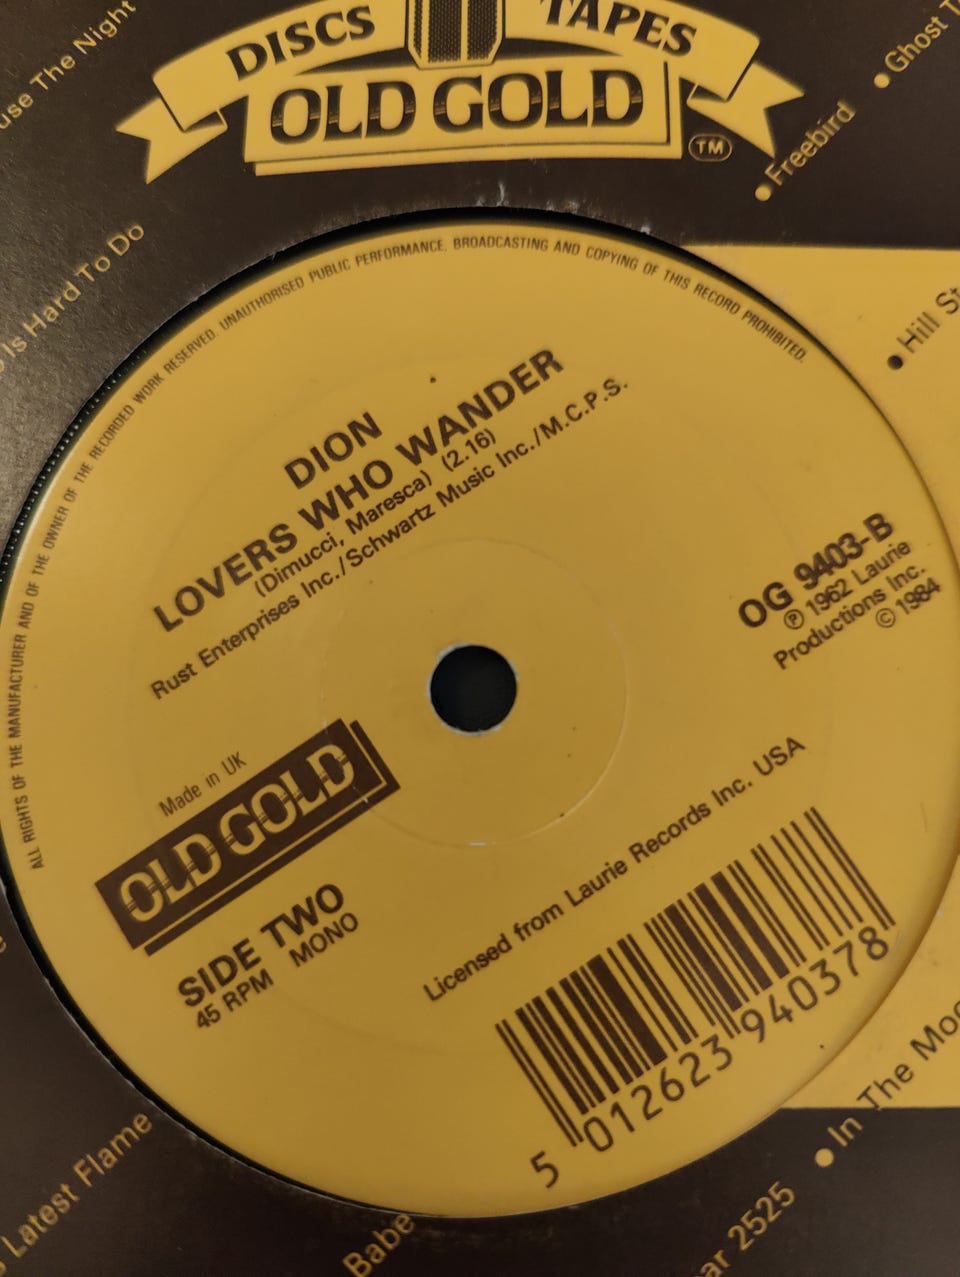 DISCS TAPES
OLD GOLD
TM
use The Night
Ghost
•Freebird
Is Hard To Do
•Hill
ALL RIGHTS OF THE MANUFACTURER AND OF THE OWNER OF THE RECORDED WORK RESERVED. UNAUTHORISED PUBLIC PERFORMANCE, BROADCASTING AND COPYING OF THIS RECORD PROHIBITED.
DION
LOVERS WHO WANDER
(Dimucci, Maresca) (2.16)
Rust Enterprises Inc./Schwartz Music Inc./M.C.P.S.
OG 9403-B
℗ 1962 Laurie
Productions Inc.
© 1984
Made in UK
OLD GOLD
SIDE TWO
45 RPM MONO
Licensed from Laurie Records Inc. USA
5 012623 940378
•In The Moo
Latest Flame
Babe
ar 2525